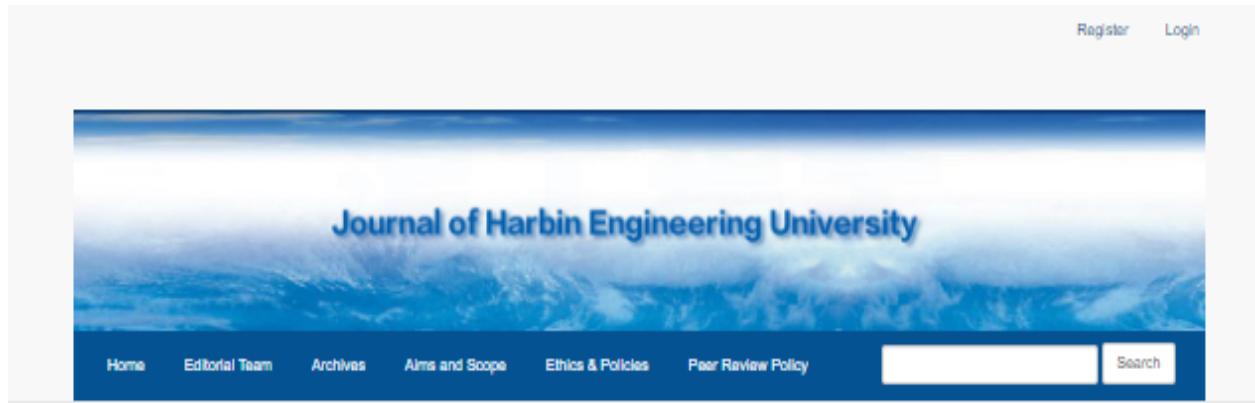 Register Login
Journal of Harbin Engineering University
Home Editorial Team Archives Aims and Scope Ethics & Policies Peer Review Policy Search